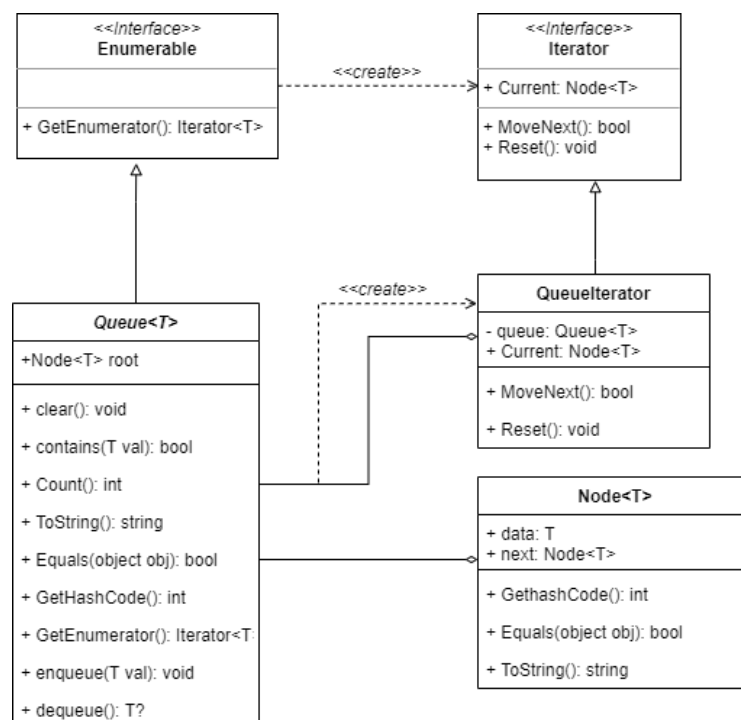 <<Interface>>
Enumerable
+ GetEnumerator(): Iterator<T>
<<create>>
<<Interface>>
Iterator
+ Current: Node<T>
+ MoveNext(): bool
+ Reset(): void
<<create>>
Queue<T>
+Node<T> root
+ clear(): void
+ contains(T val): bool
+ Count(): int
+ ToString(): string
+ Equals(object obj): bool
+ GetHashCode(): int
+ GetEnumerator(): Iterator<T>
+ enqueue(T val): void
+ dequeue(): T?
QueueIterator
- queue: Queue<T>
+ Current: Node<T>
+ MoveNext(): bool
+ Reset(): void
Node<T>
+ data: T
+ next: Node<T>
+ GethashCode(): int
+ Equals(object obj): bool
+ ToString(): string